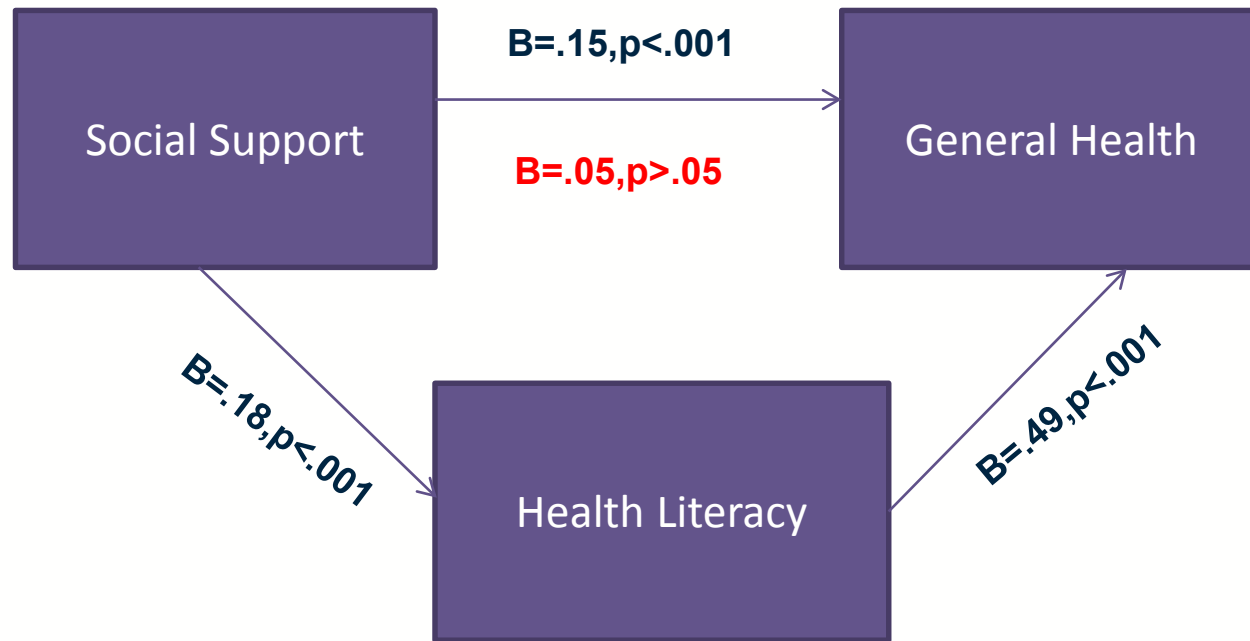 B=.15,p<.001
Social Support
General Health
B=.05,p>.05
B=.18,p<.001
B=.49,p<.001
Health Literacy